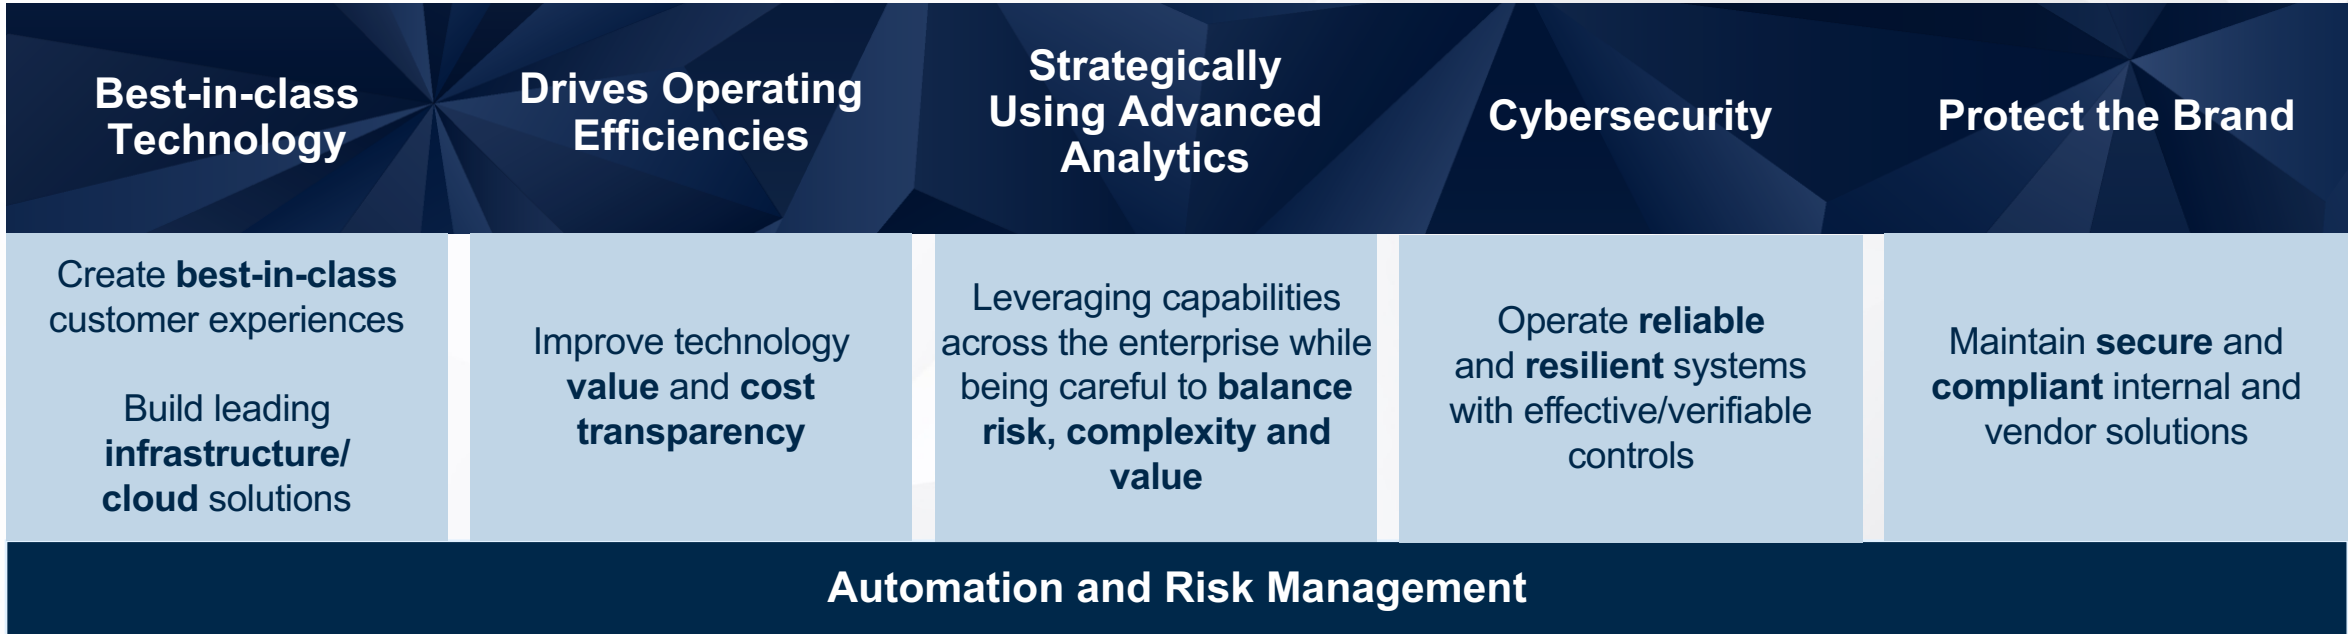 Best-in-class
Technology
Drives Operating
Efficiencies
Strategically
Using Advanced
Analytics
Cybersecurity
Protect the Brand
Create best-in-class
customer experiences
Build leading
infrastructure/
cloud solutions
Improve technology
value and cost
transparency
Leveraging capabilities
across the enterprise while
being careful to balance
risk, complexity and
value
Operate reliable
and resilient systems
with effective/verifiable
controls
Maintain secure and
compliant internal and
vendor solutions
Automation and Risk Management